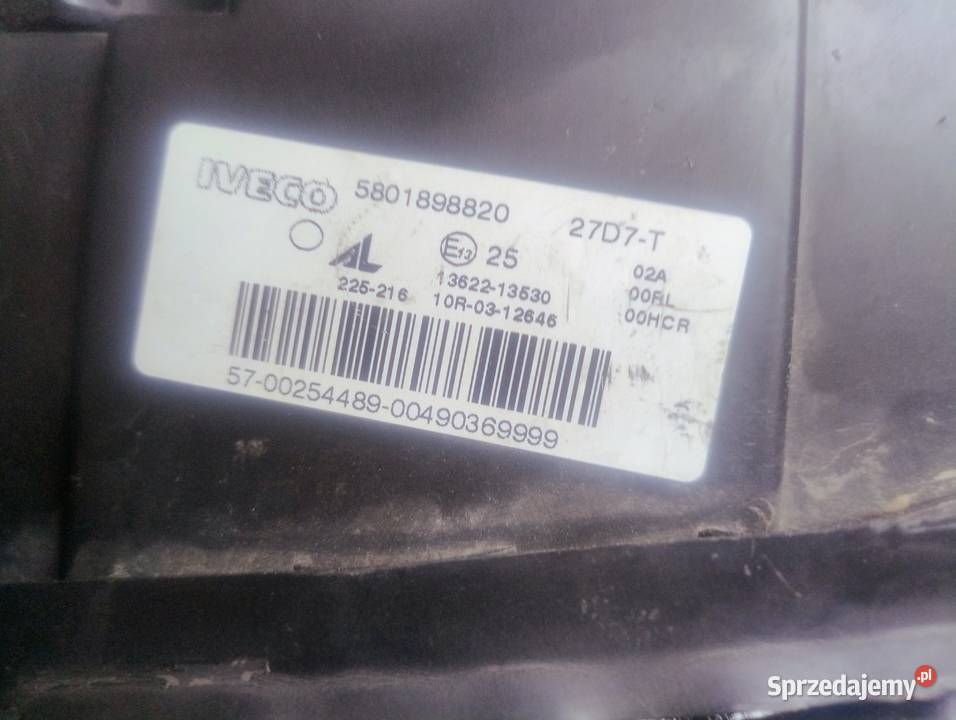 IVECO 5801898820 27D7-T
AL E13 25 02A
13622-13530 00RL
225-216 10R-03-12646 00HCR
57-00254489-00490369999
Sprzedajemy.pl